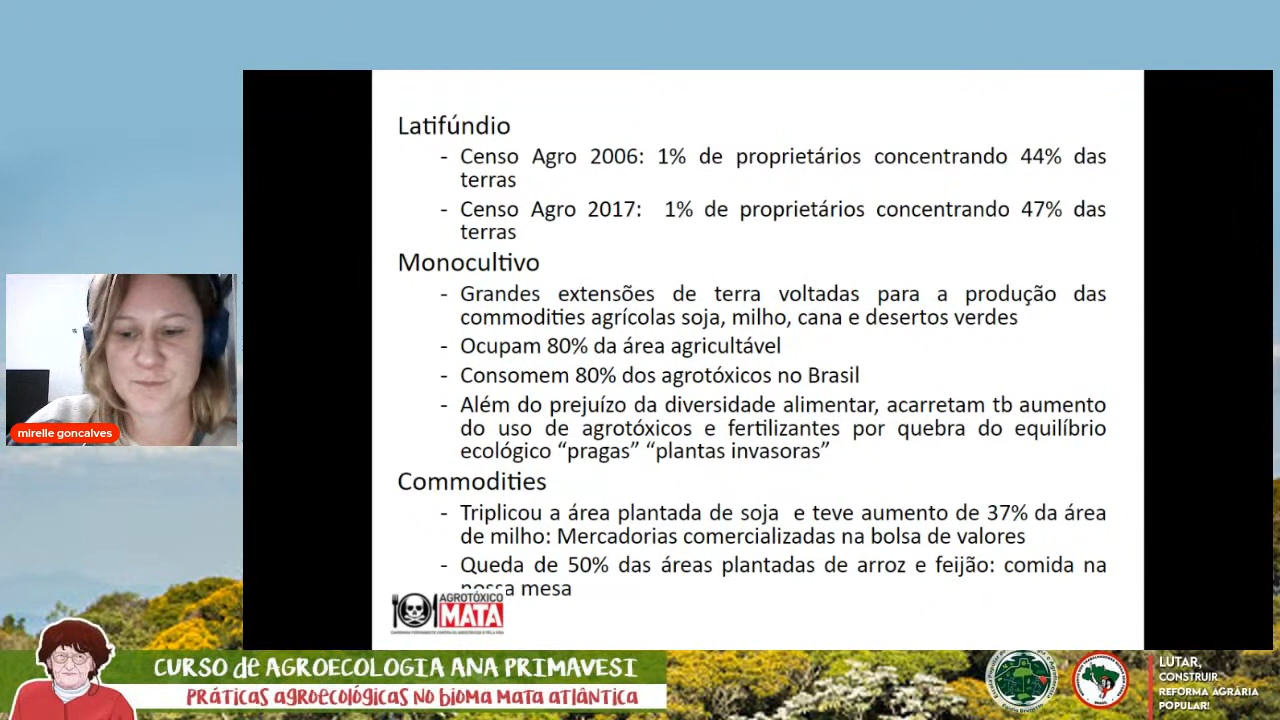 Latifúndio
- Censo Agro 2006: 1% de proprietários concentrando 44% das
terras
- Censo Agro 2017: 1% de proprietários concentrando 47% das
terras
Monocultivo
- Grandes extensões de terra voltadas para a produção das
commodities agrícolas soja, milho, cana e desertos verdes
- Ocupam 80% da área agricultável
- Consomem 80% dos agrotóxicos no Brasil
- Além do prejuízo da diversidade alimentar, acarretam tb aumento
do uso de agrotóxicos e fertilizantes por quebra do equilíbrio
ecológico “pragas” “plantas invasoras”
Commodities
- Triplicou a área plantada de soja e teve aumento de 37% da área
de milho: Mercadorias comercializadas na bolsa de valores
- Queda de 50% das áreas plantadas de arroz e feijão: comida na
nossa mesa
AGROTÓXICO
MATA
mirelle goncalves
CURSO de AGROECOLOGIA ANA PRIMAVESI
PRÁTICAS agroecológicas no bioma MATA ATLÂNTICA
LUTAR,
CONSTRUIR
REFORMA AGRÁRIA
POPULAR!